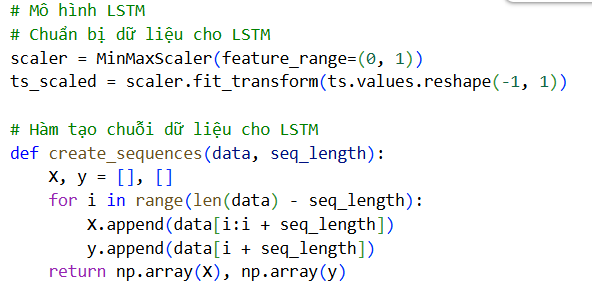 # Mô hình LSTM
# Chuẩn bị dữ liệu cho LSTM
scaler = MinMaxScaler(feature_range=(0, 1))
ts_scaled = scaler.fit_transform(ts.values.reshape(-1, 1))

# Hàm tạo chuỗi dữ liệu cho LSTM
def create_sequences(data, seq_length):
    X, y = [], []
    for i in range(len(data) - seq_length):
        X.append(data[i:i + seq_length])
        y.append(data[i + seq_length])
    return np.array(X), np.array(y)